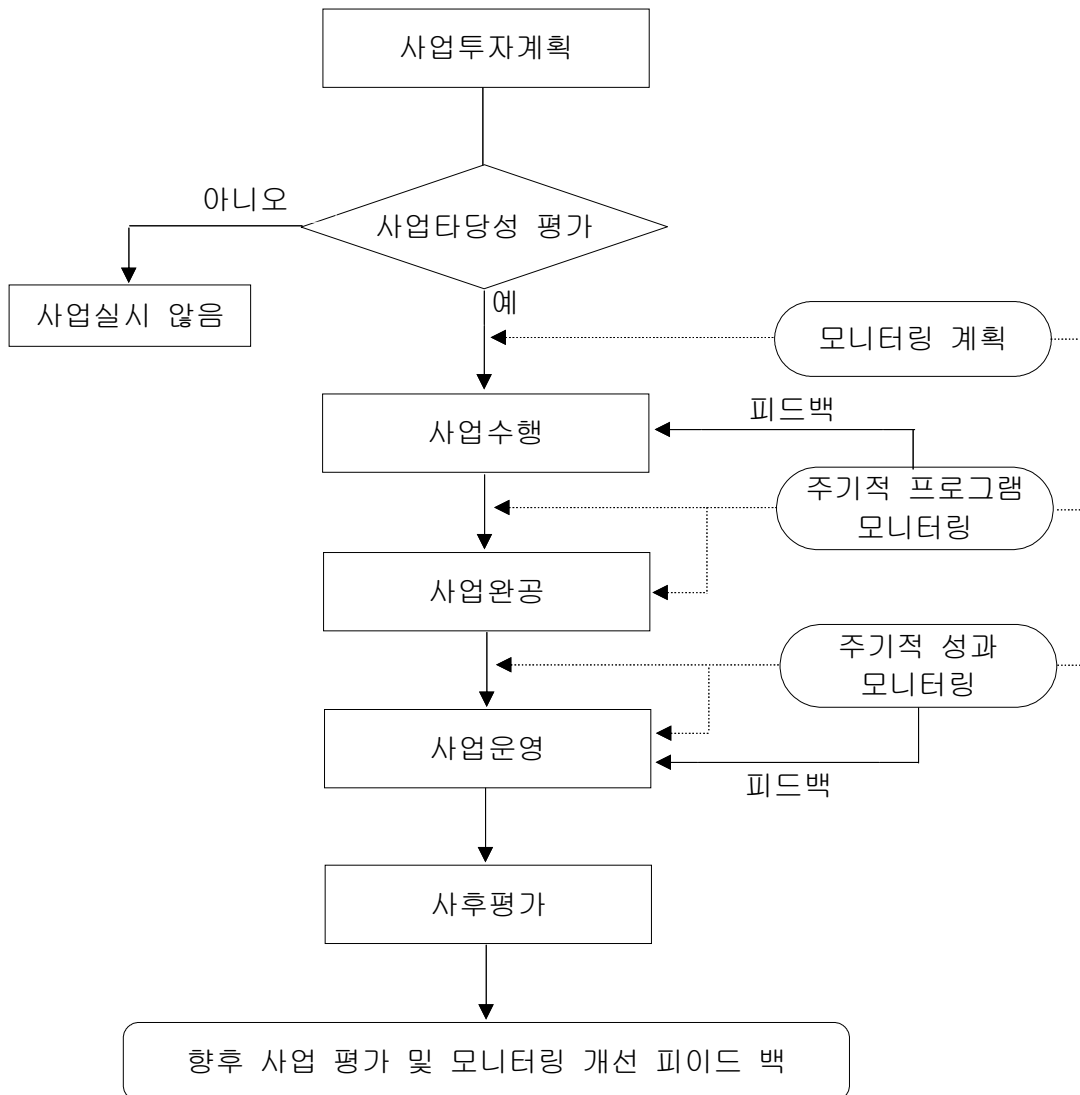 사업투자계획
아니오
사업타당성 평가
예
사업실시 않음
모니터링 계획
피드백
사업수행
주기적 프로그램
모니터링
사업완공
주기적 성과
모니터링
사업운영
피드백
사후평가
향후 사업 평가 및 모니터링 개선 피이드 백